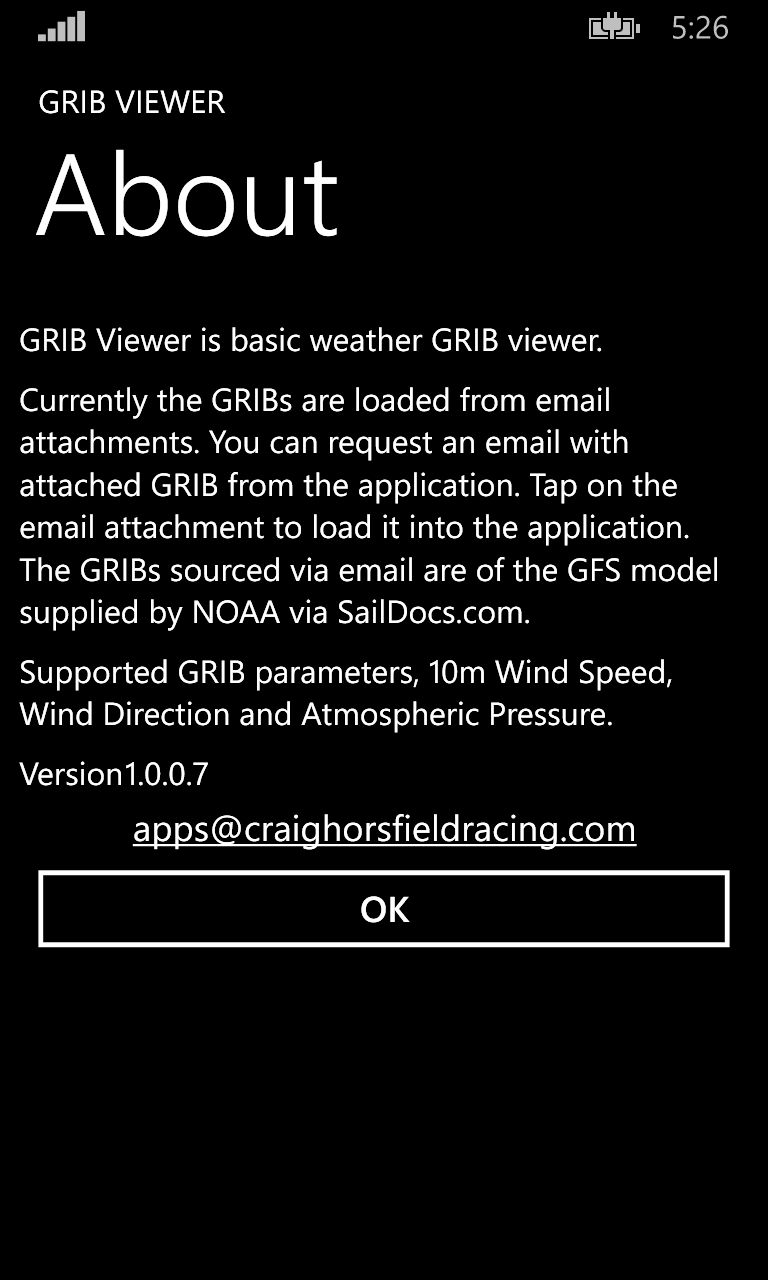 5:26
GRIB VIEWER
About
GRIB Viewer is basic weather GRIB viewer.
Currently the GRIBs are loaded from email
attachments. You can request an email with
attached GRIB from the application. Tap on the
email attachment to load it into the application.
The GRIBs sourced via email are of the GFS model
supplied by NOAA via SailDocs.com.
Supported GRIB parameters, 10m Wind Speed,
Wind Direction and Atmospheric Pressure.
Version1.0.0.7
apps@craighorsfieldracing.com
OK